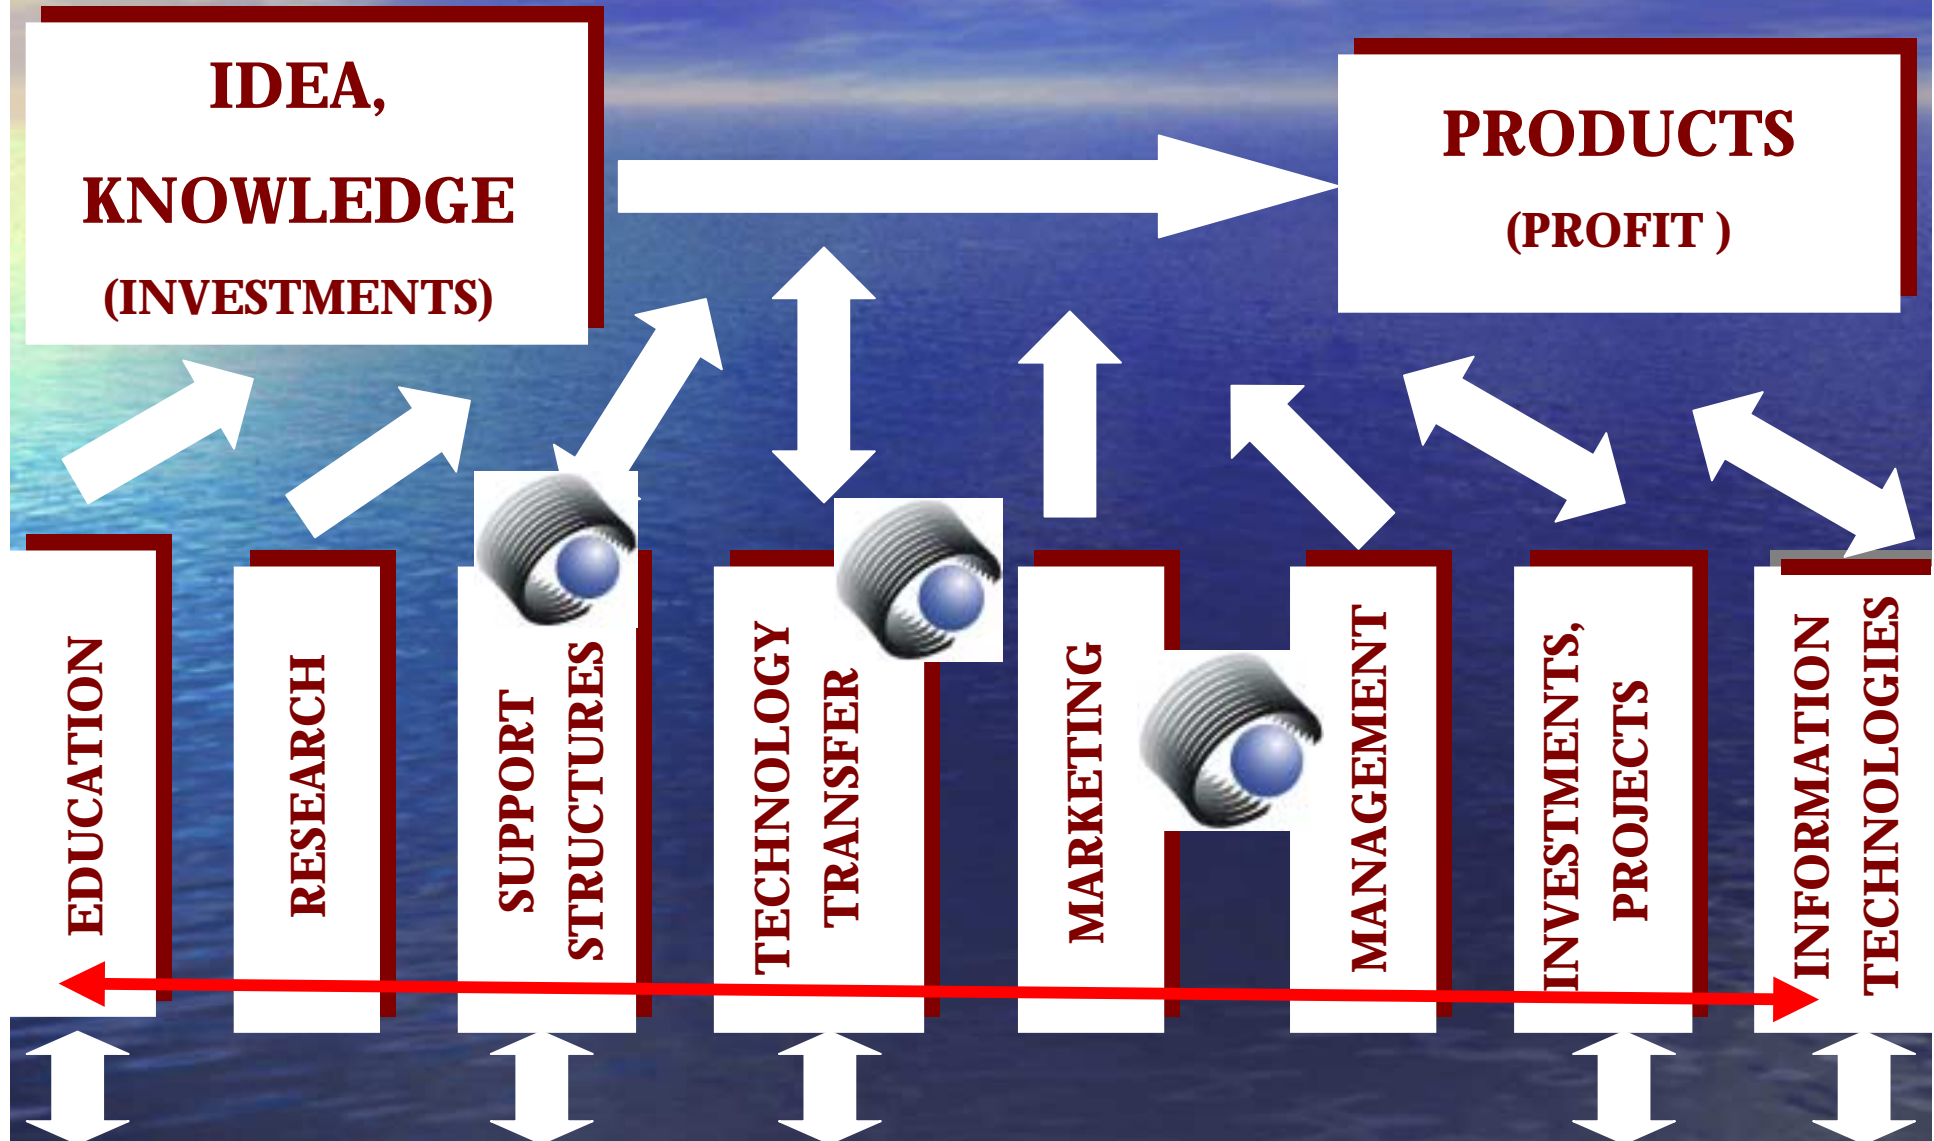 IDEA,
KNOWLEDGE
(INVESTMENTS)
PRODUCTS
(PROFIT )
EDUCATION
RESEARCH
SUPPORT
STRUCTURES
TECHNOLOGY
TRANSFER
MARKETING
MANAGEMENT
INVESTMENTS,
PROJECTS
INFORMATION
TECHNOLOGIES